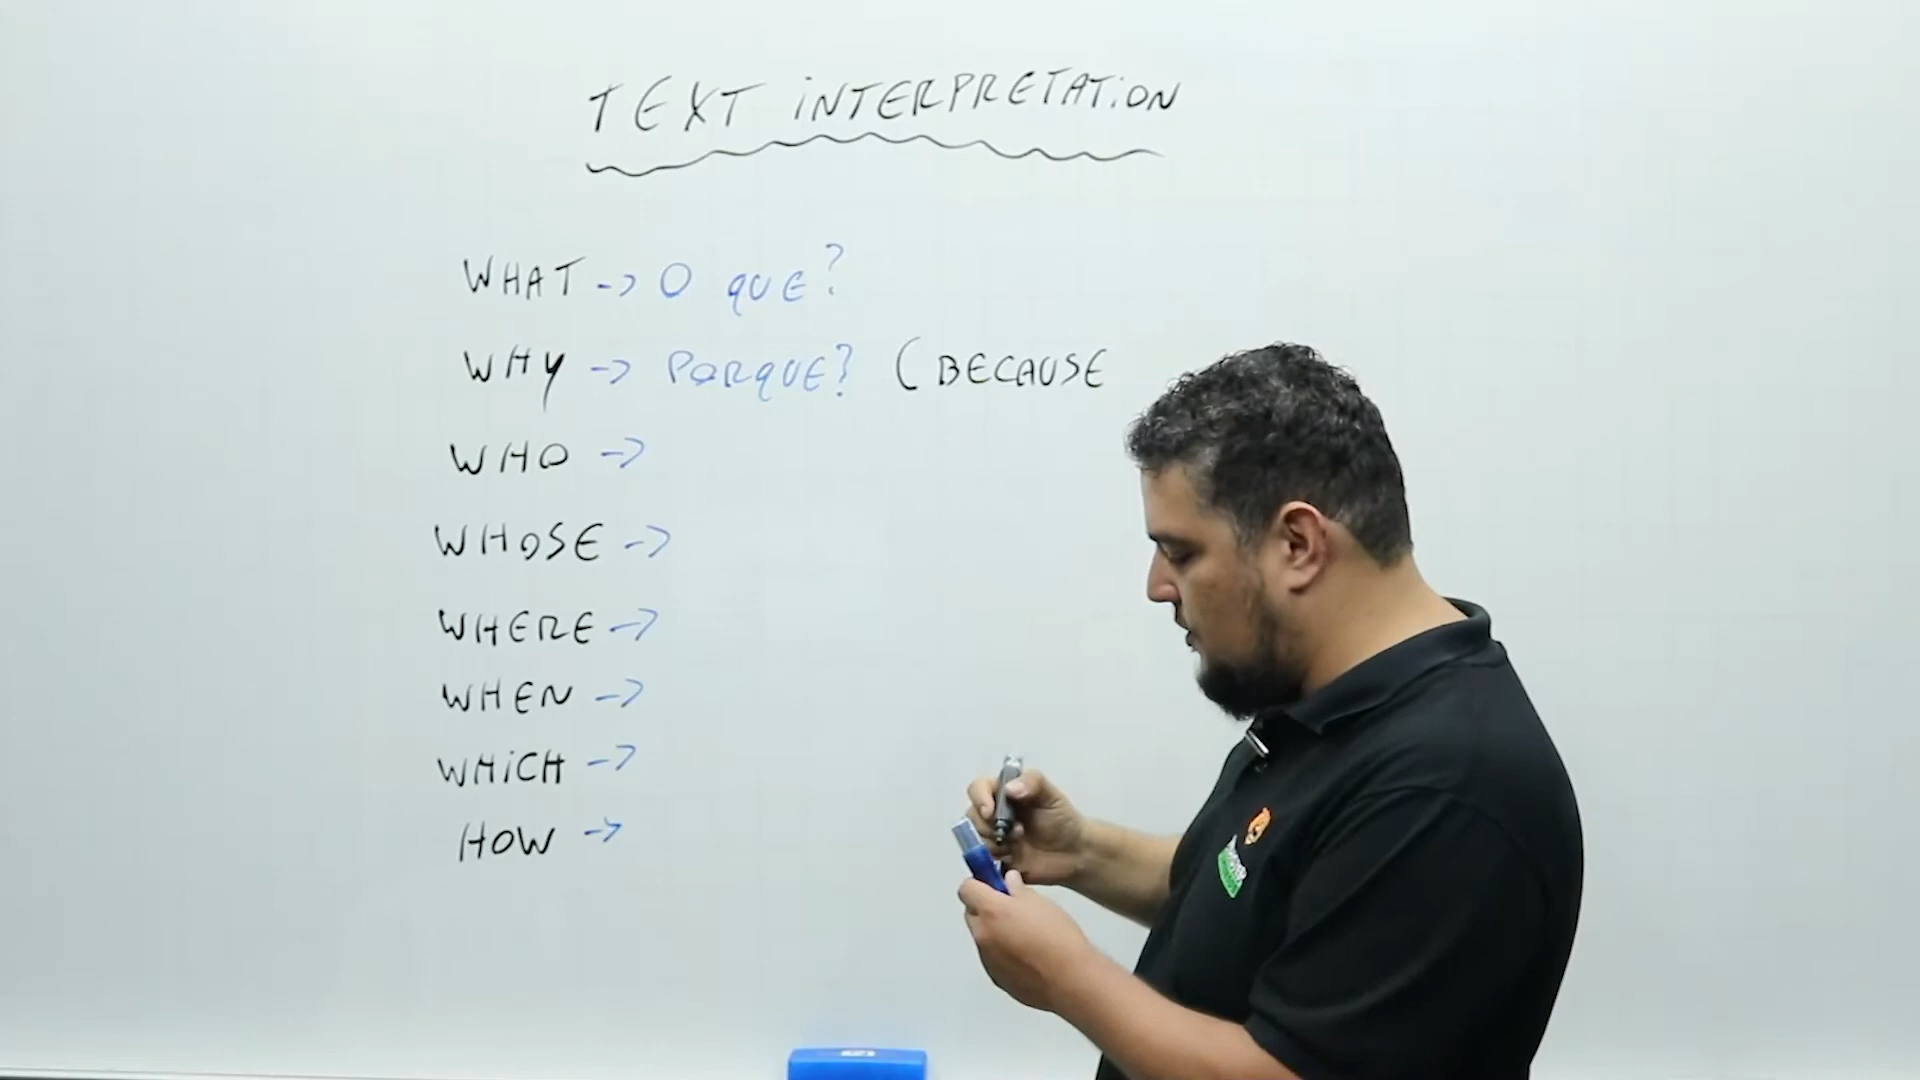 TEXT iNTERPRETATiON
WHAT -> O QUE?
WHY -> PORQUE? (BECAUSE
WHO ->
WHOSE ->
WHERE ->
WHEN ->
WHiCH ->
HOW ->